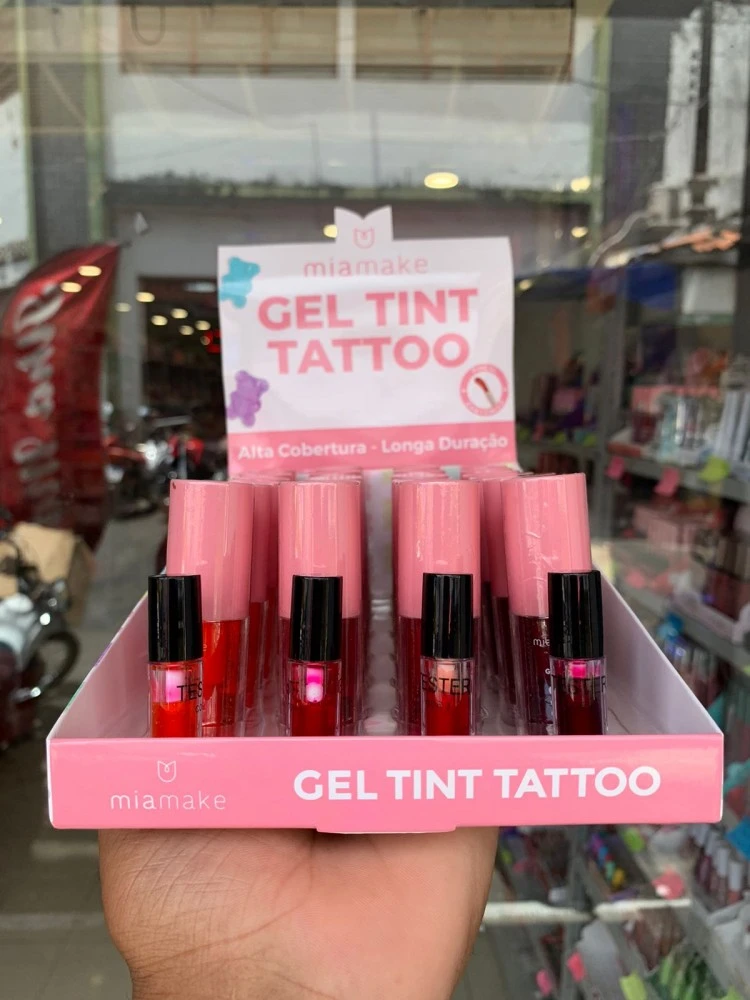 miamake
GEL TINT
TATTOO
Alta Cobertura - Longa Duração
TESTER
miamake
GEL TINT TATTOO